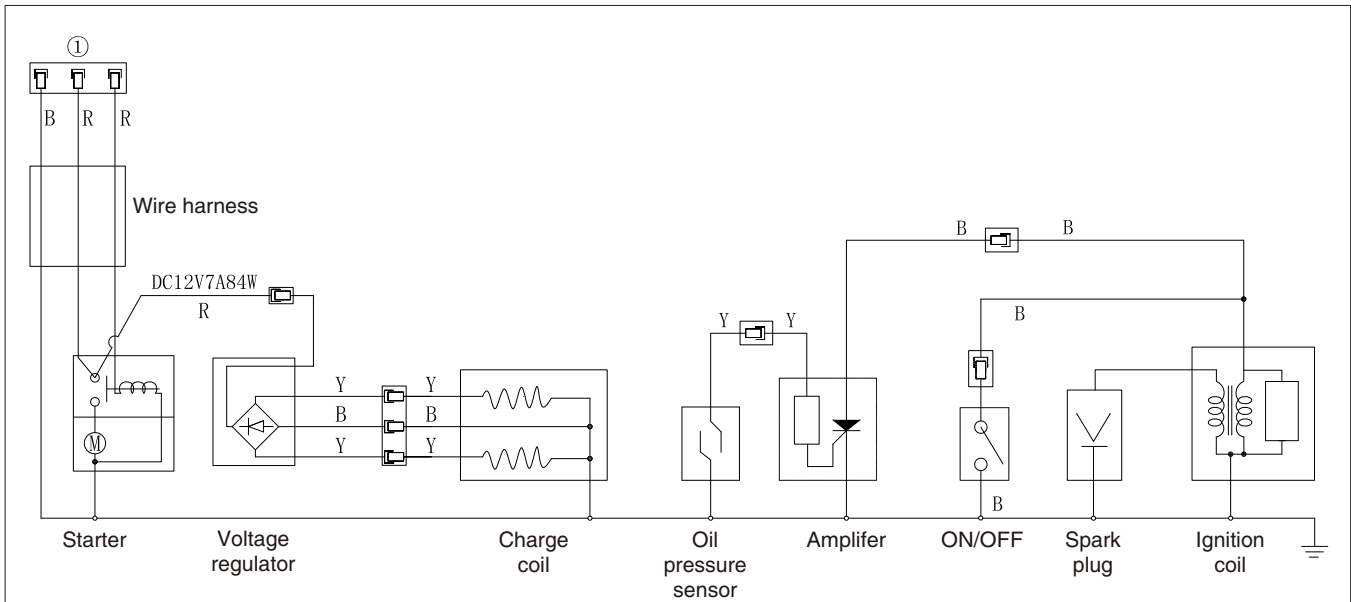 ①
B R R
Wire harness
DC12V7A84W
R
B B
B
Y Y
Y Y
B B
Y Y
M
B
Starter
Voltage
regulator
Charge
coil
Oil
pressure
sensor
Amplifer
ON/OFF
Spark
plug
Ignition
coil